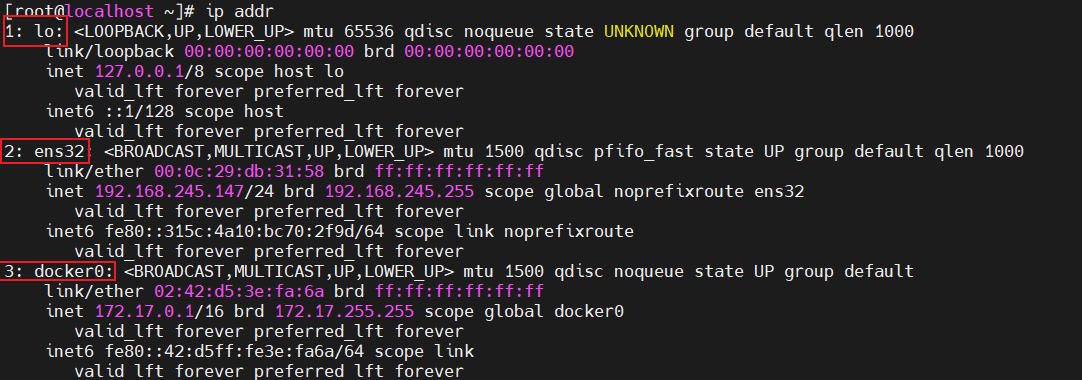 [root@localhost ~]# ip addr
1: lo: <LOOPBACK,UP,LOWER_UP> mtu 65536 qdisc noqueue state UNKNOWN group default qlen 1000
    link/loopback 00:00:00:00:00:00 brd 00:00:00:00:00:00
    inet 127.0.0.1/8 scope host lo
       valid_lft forever preferred_lft forever
    inet6 ::1/128 scope host
       valid_lft forever preferred_lft forever
2: ens32: <BROADCAST,MULTICAST,UP,LOWER_UP> mtu 1500 qdisc pfifo_fast state UP group default qlen 1000
    link/ether 00:0c:29:db:31:58 brd ff:ff:ff:ff:ff:ff
    inet 192.168.245.147/24 brd 192.168.245.255 scope global noprefixroute ens32
       valid_lft forever preferred_lft forever
    inet6 fe80::315c:4a10:bc70:2f9d/64 scope link noprefixroute
       valid_lft forever preferred_lft forever
3: docker0: <BROADCAST,MULTICAST,UP,LOWER_UP> mtu 1500 qdisc noqueue state UP group default
    link/ether 02:42:d5:3e:fa:6a brd ff:ff:ff:ff:ff:ff
    inet 172.17.0.1/16 brd 172.17.255.255 scope global docker0
       valid_lft forever preferred_lft forever
    inet6 fe80::42:d5ff:fe3e:fa6a/64 scope link
       valid_lft forever preferred_lft forever